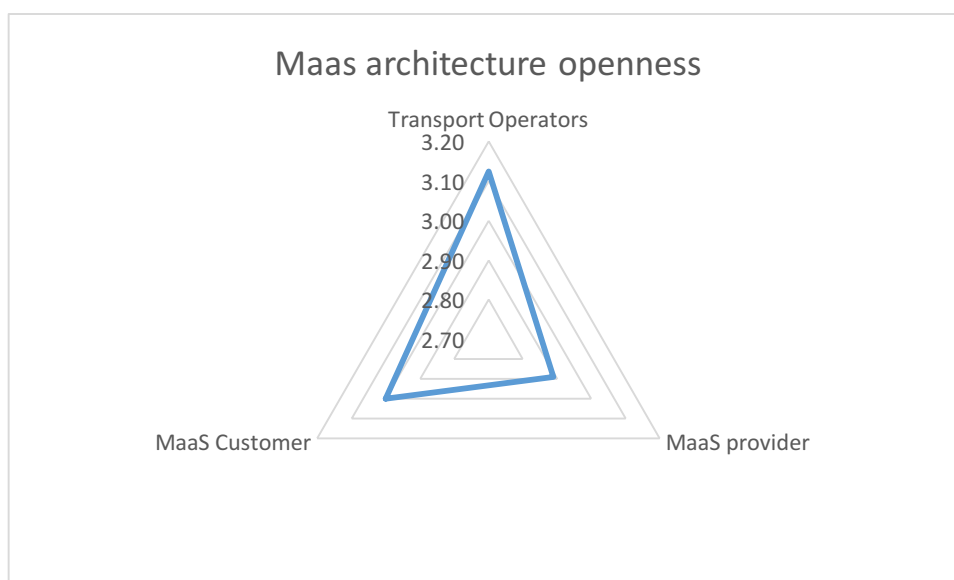 Maas architecture openness
Transport Operators
3.20
3.10
3.00
2.90
2.80
2.70
MaaS Customer
MaaS provider